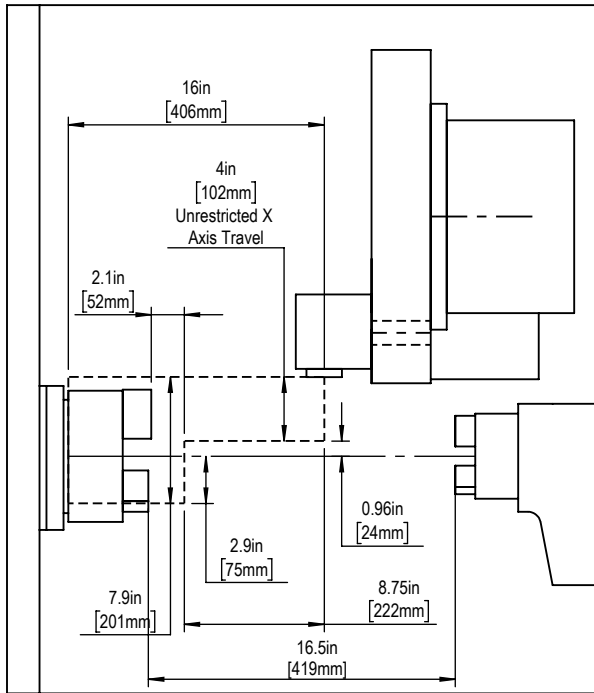 16in
[406mm]
4in
[102mm]
Unrestricted X
Axis Travel
2.1in
[52mm]
0.96in
[24mm]
2.9in
[75mm]
7.9in
[201mm]
8.75in
[222mm]
16.5in
[419mm]